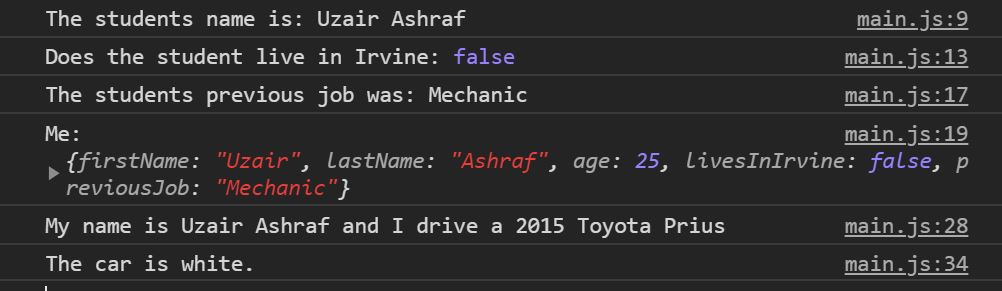 The students name is: Uzair Ashraf main.js:9
Does the student live in Irvine: false main.js:13
The students previous job was: Mechanic main.js:17
Me: main.js:19
{firstName: "Uzair", lastName: "Ashraf", age: 25, livesInIrvine: false, p
reviousJob: "Mechanic"}
My name is Uzair Ashraf and I drive a 2015 Toyota Prius main.js:28
The car is white. main.js:34